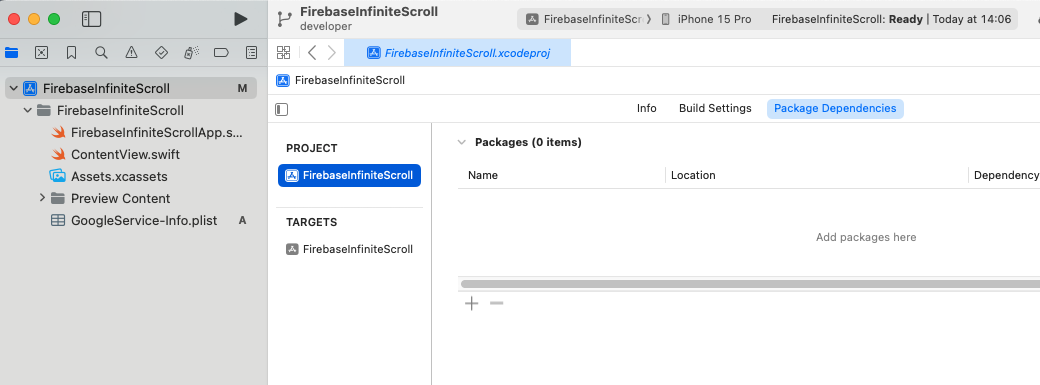 FirebaseInfiniteScroll
developer
FirebaseInfiniteScr
iPhone 15 Pro
FirebaseInfiniteScroll: Ready | Today at 14:06
FirebaseInfiniteScroll.xcodeproj
FirebaseInfiniteScroll M
FirebaseInfiniteScroll
FirebaseInfiniteScrollApp.s...
ContentView.swift
Assets.xcassets
Preview Content
GoogleService-Info.plist A
FirebaseInfiniteScroll
Info Build Settings Package Dependencies
PROJECT
FirebaseInfiniteScroll
TARGETS
FirebaseInfiniteScroll
Packages (0 items)
Name Location Dependency
Add packages here